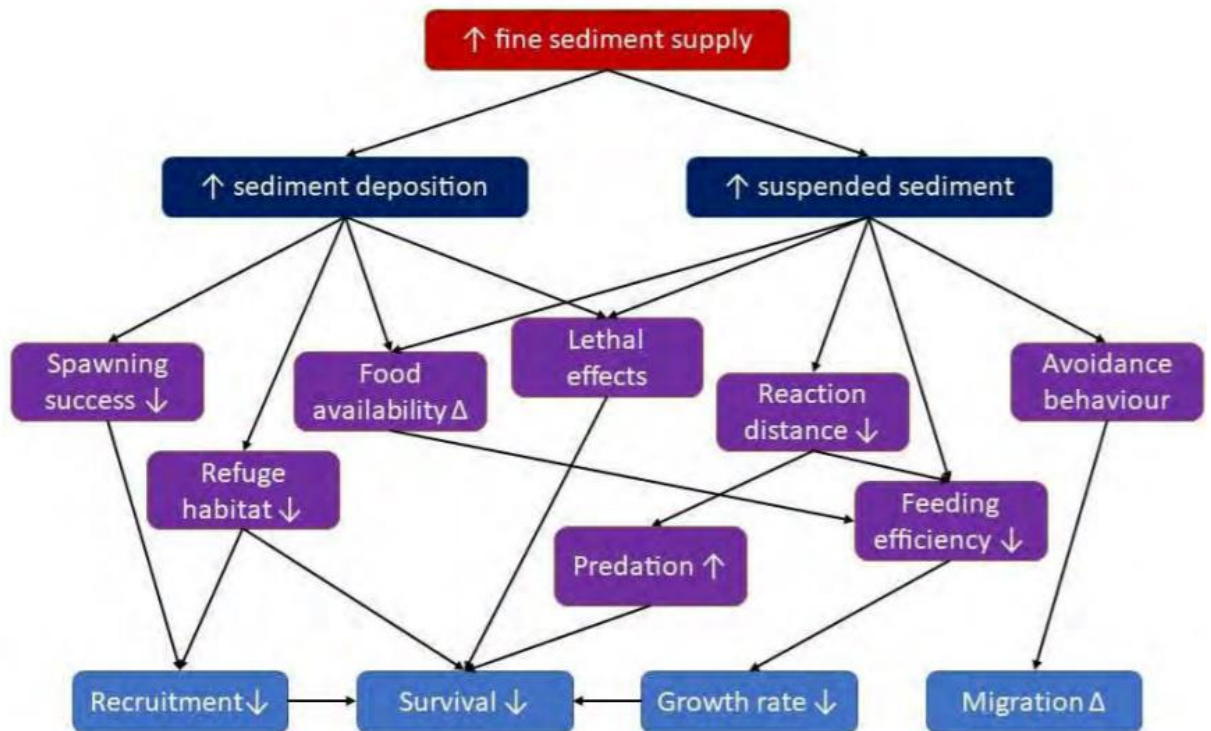 ↑ fine sediment supply
↑ sediment deposition
↑ suspended sediment
Spawning
success ↓
Food
availability Δ
Lethal
effects
Reaction
distance ↓
Avoidance
behaviour
Refuge
habitat ↓
Predation ↑
Feeding
efficiency ↓
Recruitment↓
Survival ↓
Growth rate ↓
Migration Δ